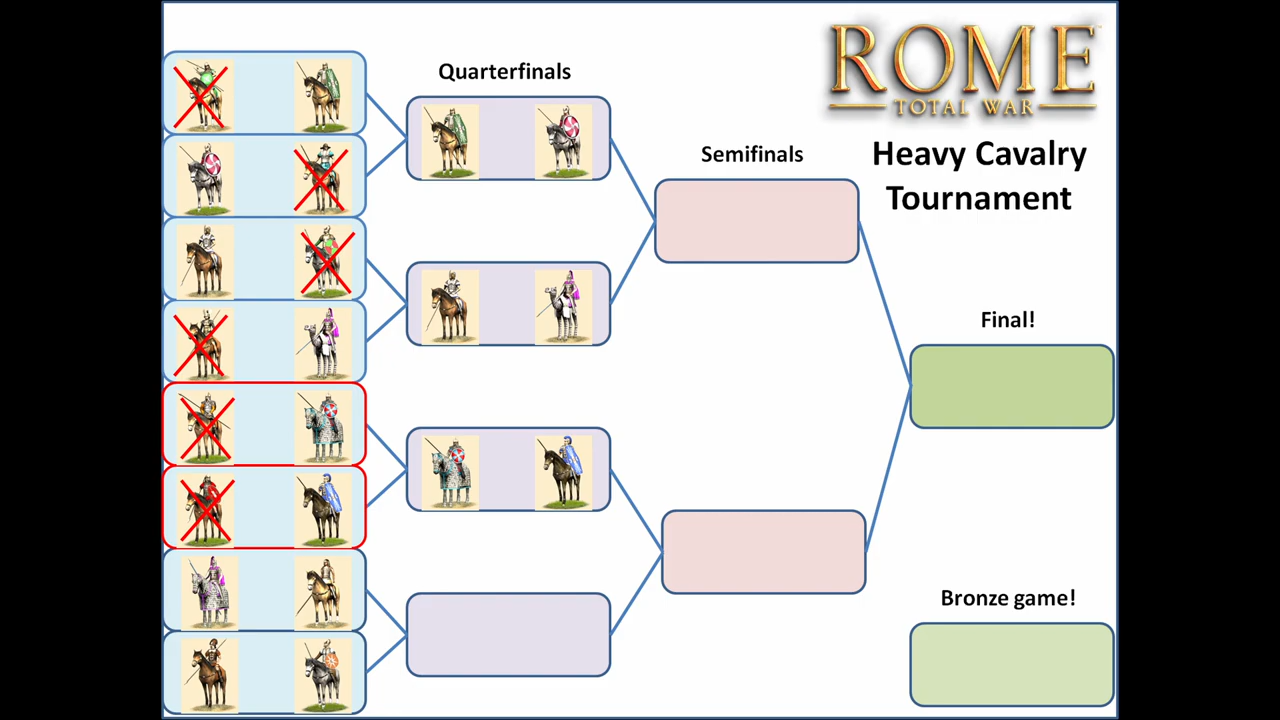 ROME
TOTAL WAR
Heavy Cavalry
Tournament
Quarterfinals
Semifinals
Final!
Bronze game!